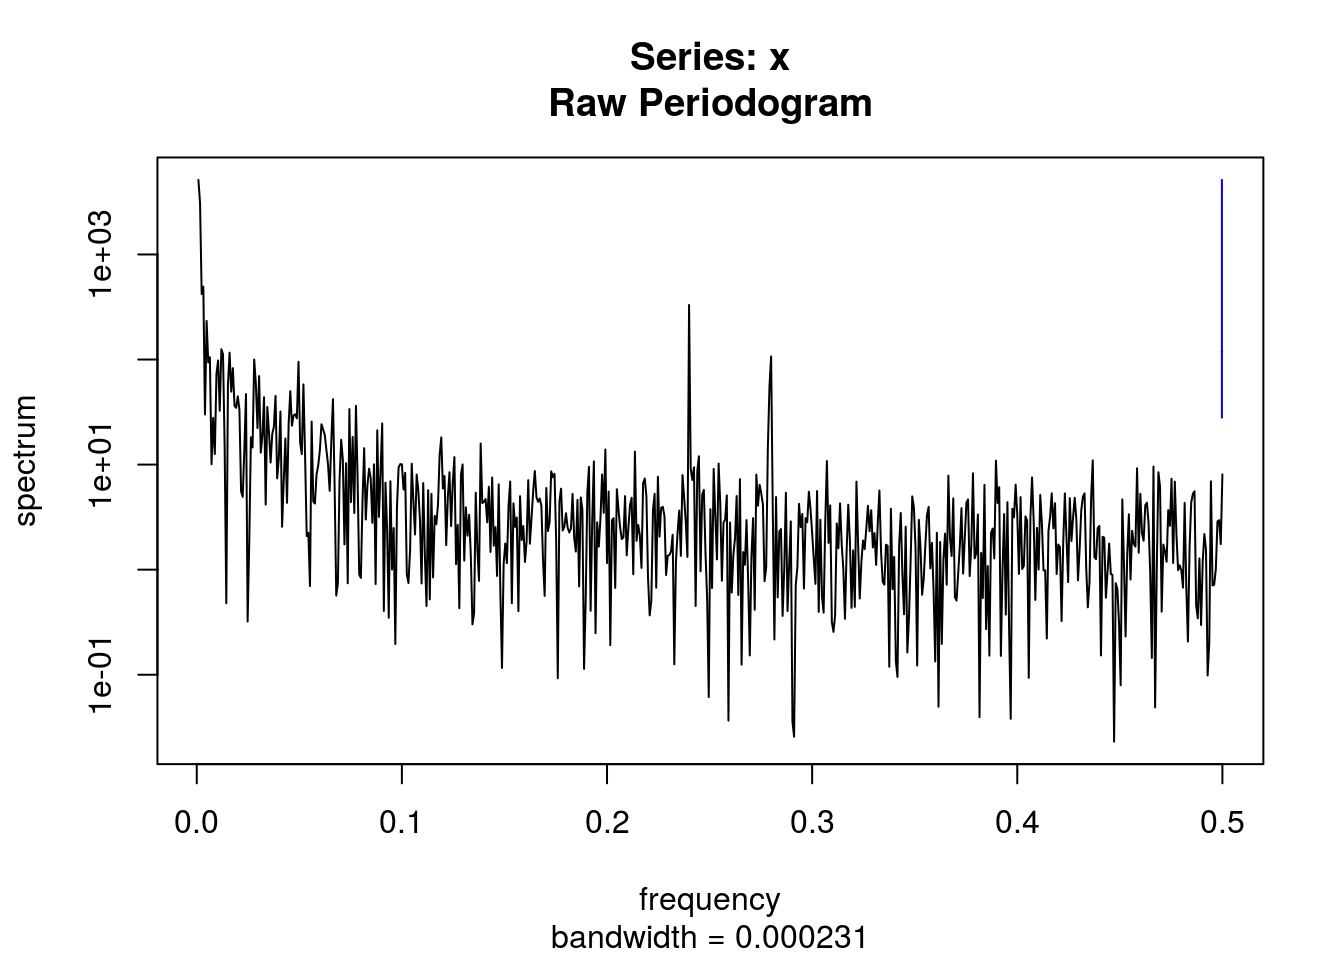 Series: x
Raw Periodogram
spectrum
1e+03
1e+01
1e-01
0.0 0.1 0.2 0.3 0.4 0.5
frequency
bandwidth = 0.000231